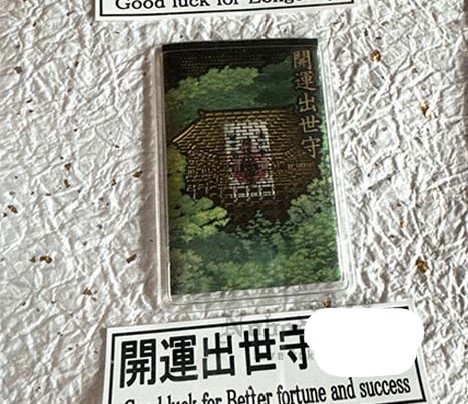 Good luck for Longe
開運出世守
開運出世守
Good luck for Better fortune and success